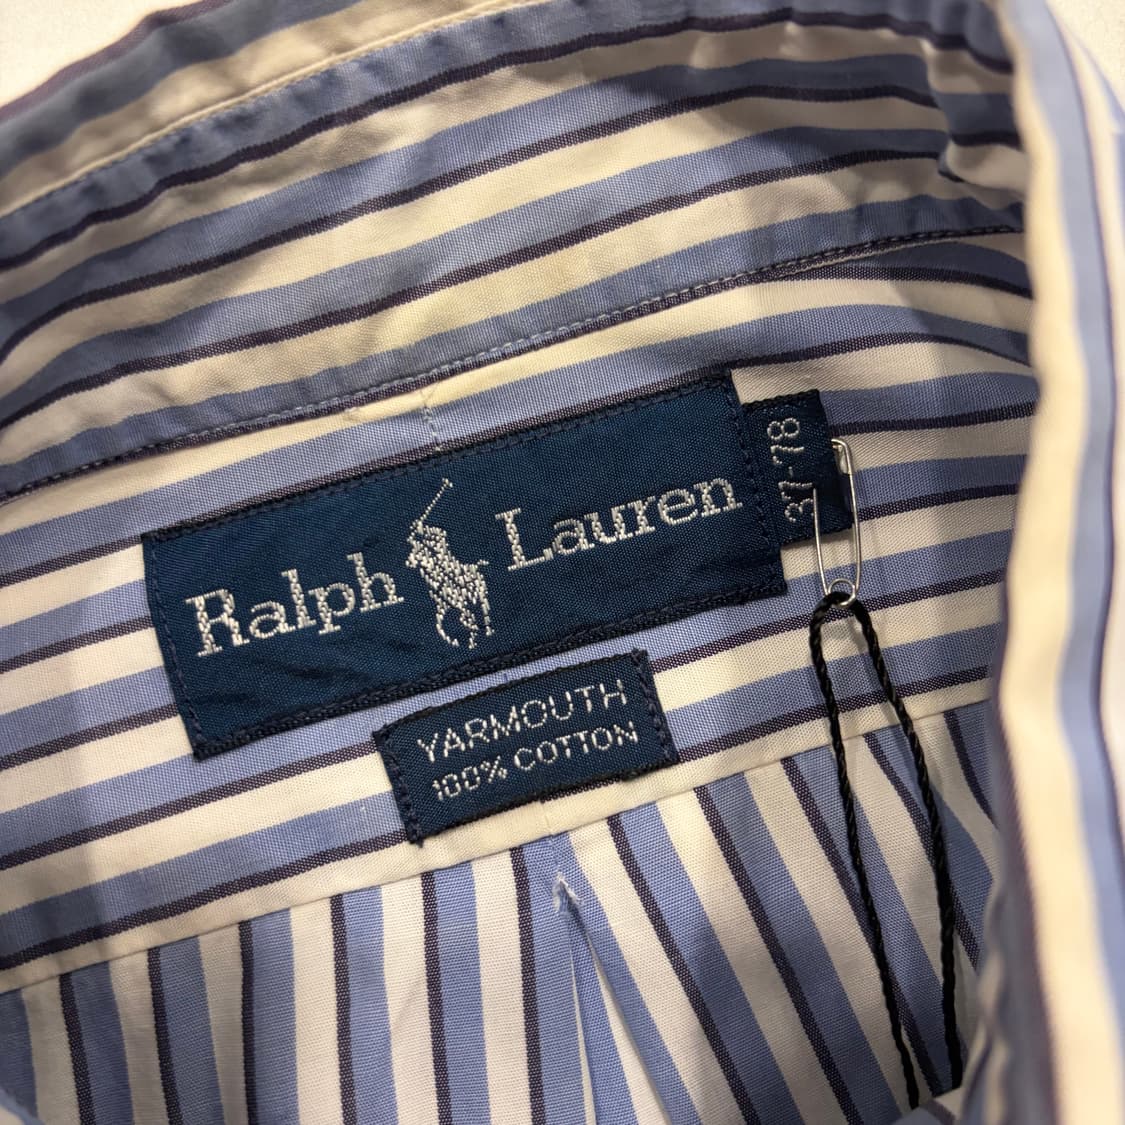 Ralph Lauren
37-78
YARMOUTH
100% COTTON